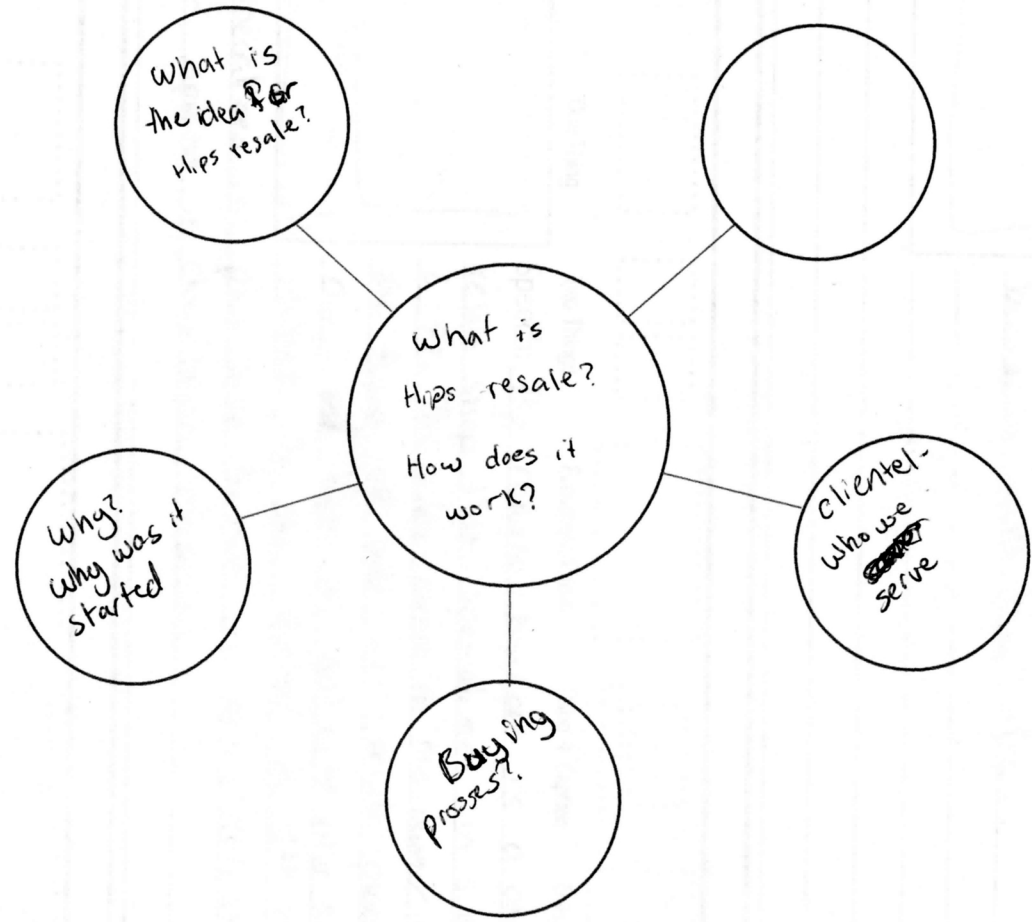 what is
the idea for
Hips resale?
what is
Hips resale?
How does it
work?
why?
why was it
started
clientel-
who we
serve
Buying
prosses?